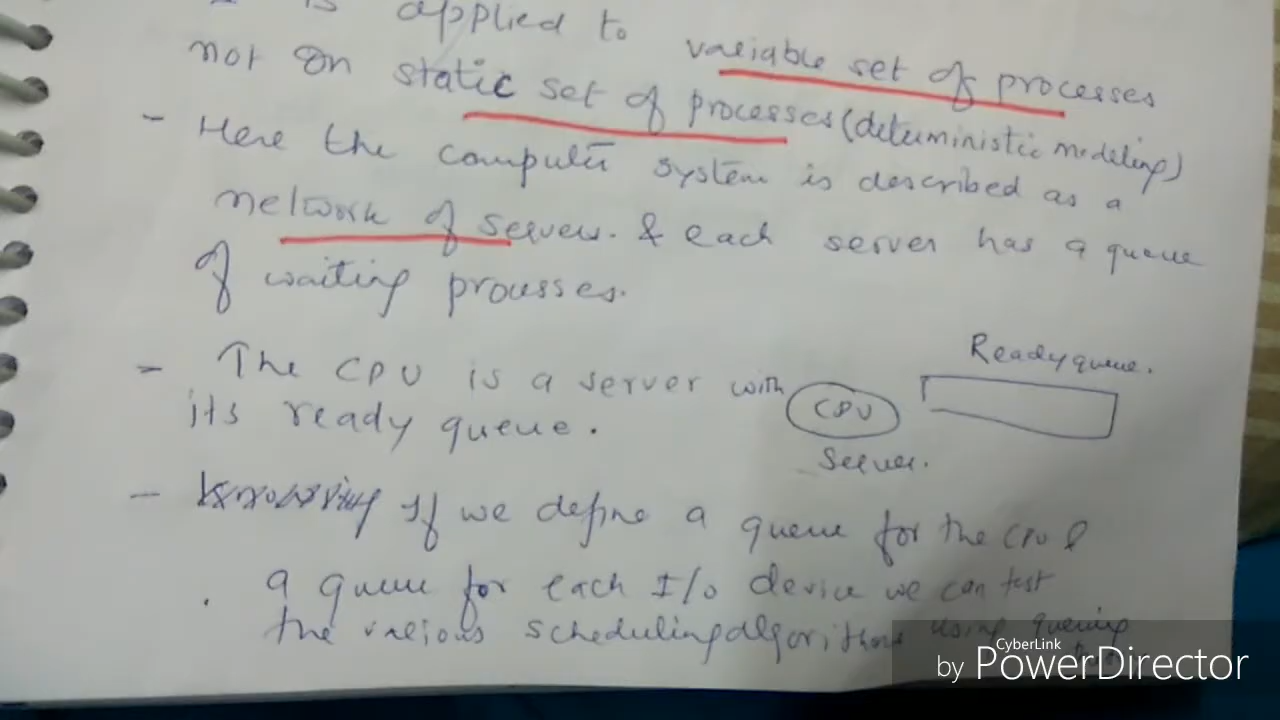 is applied to variable set of processes
not on static set of processes (deterministic modeling)
- Here the computer system is described as a
network of servers. & each server has a queue
of waiting processes.
- The CPU is a server with
its ready queue.
Ready queue.
CPU
Server.
- If we define a queue for the CPU &
a queue for each I/o device we can test
the various scheduling algorithms using queuing
CyberLink
by PowerDirector